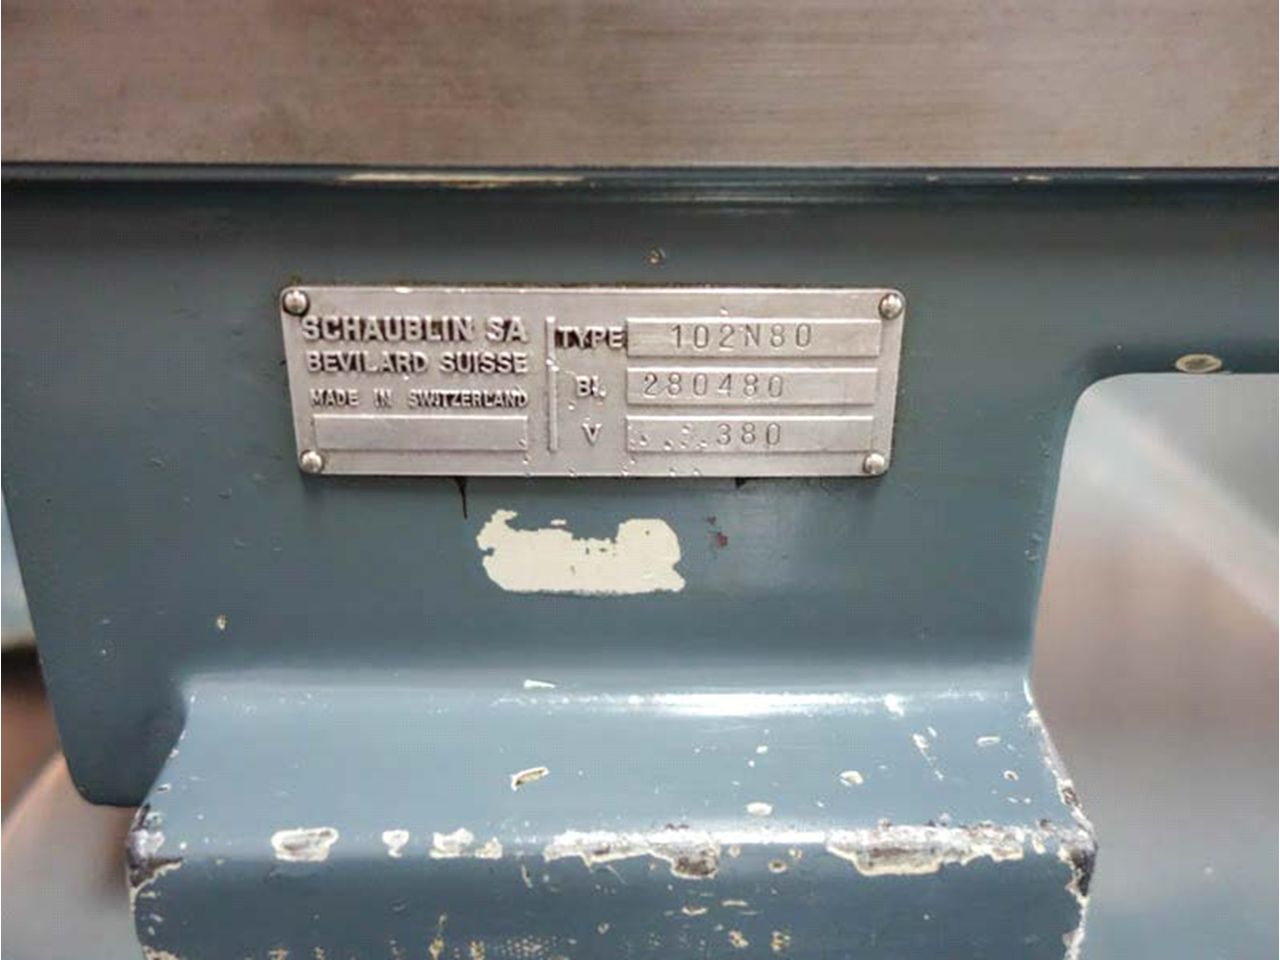 SCHAUBLIN SA
BEVILARD SUISSE
MADE IN SWITZERLAND
TYPE 102N80
280480
V 380